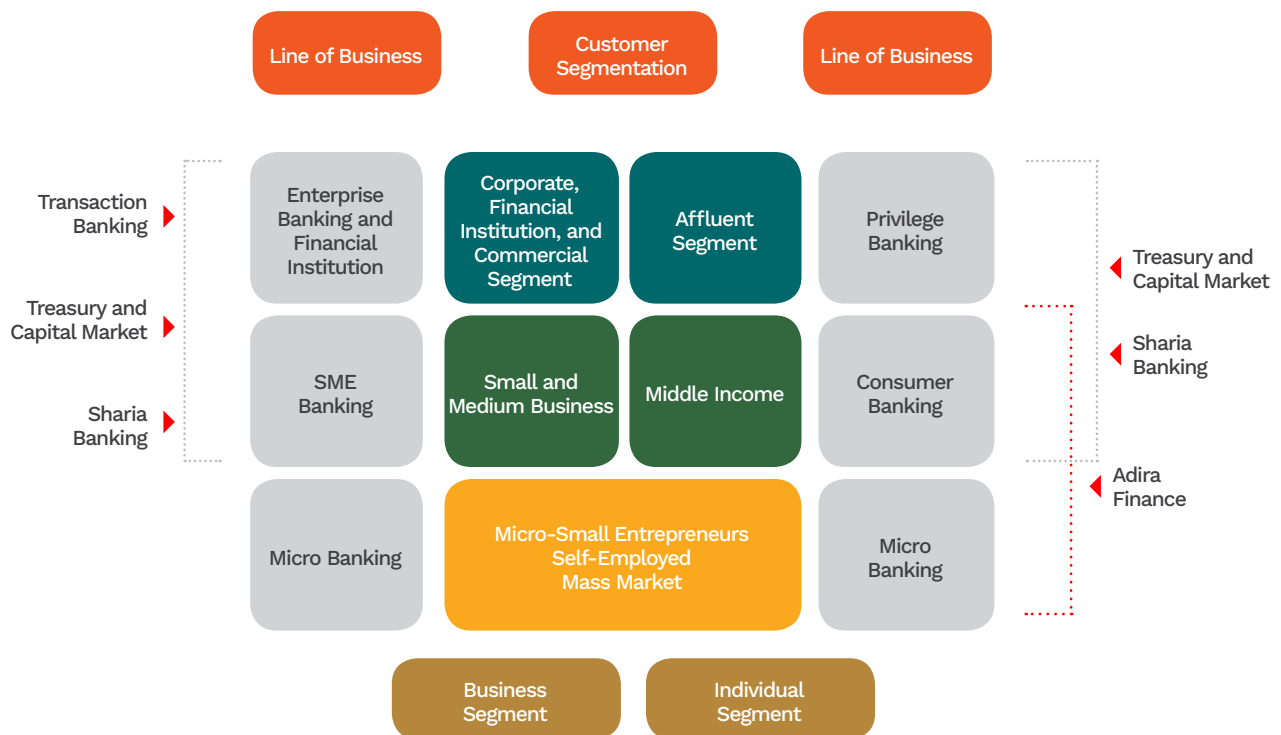 Line of Business
Customer
Segmentation
Line of Business
Transaction
Banking
Treasury and
Capital Market
Sharia
Banking
Enterprise
Banking and
Financial
Institution
Corporate,
Financial
Institution, and
Commercial
Segment
Affluent
Segment
Privilege
Banking
SME
Banking
Small and
Medium Business
Middle Income
Consumer
Banking
Micro Banking
Micro-Small Entrepreneurs
Self-Employed
Mass Market
Micro
Banking
Treasury and
Capital Market
Sharia
Banking
Adira
Finance
Business
Segment
Individual
Segment